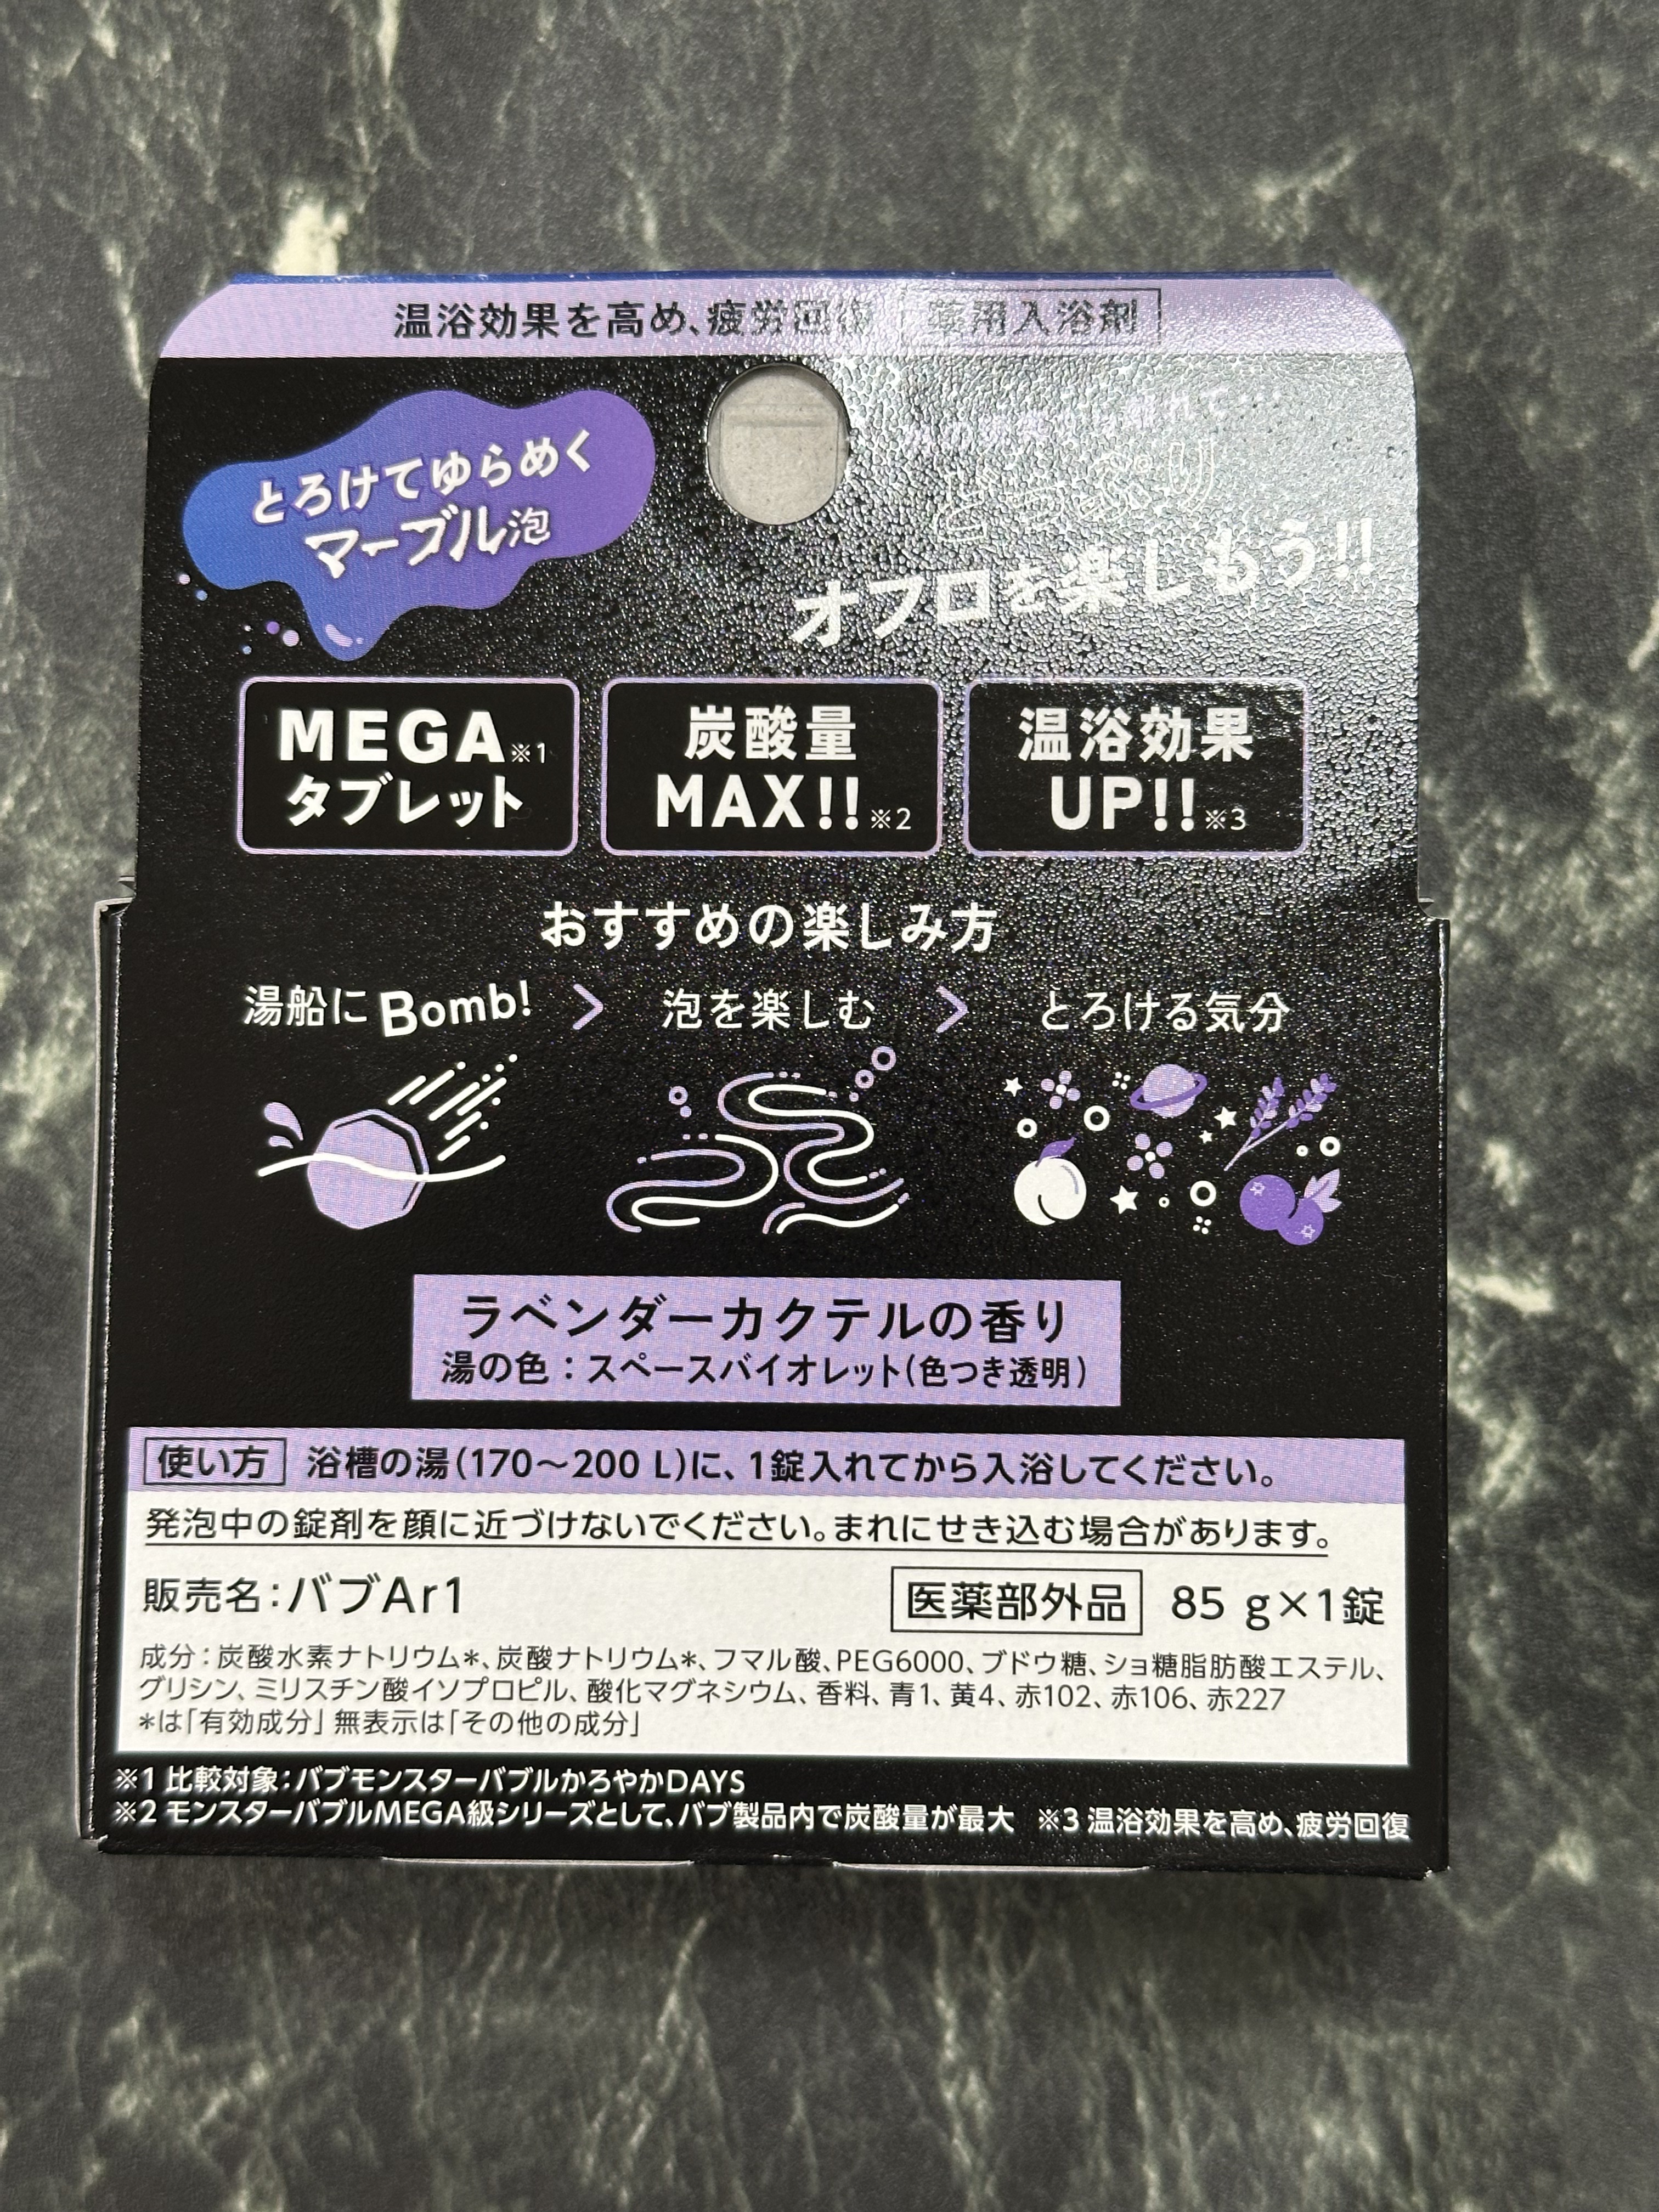 温浴効果を高め、疲労回復 薬用入浴剤
とろけてゆらめく
マーブル泡
どっぷり
オフロを楽しもう!!
MEGA※1
タブレット
炭酸量
MAX!!※2
温浴効果
UP!!※3
おすすめの楽しみ方
湯船にBomb! > 泡を楽しむ > とろける気分
ラベンダーカクテルの香り
湯の色：スペースバイオレット(色つき透明)
使い方 浴槽の湯(170～200 L)に、1錠入れてから入浴してください。
発泡中の錠剤を顔に近づけないでください。まれにせき込む場合があります。
販売名：バブAr1 医薬部外品 85 g×1錠
成分：炭酸水素ナトリウム*、炭酸ナトリウム*、フマル酸、PEG6000、ブドウ糖、ショ糖脂肪酸エステル、
グリシン、ミリスチン酸イソプロピル、酸化マグネシウム、香料、青1、黄4、赤102、赤106、赤227
*は「有効成分」 無表示は「その他の成分」
※1 比較対象：バブモンスターバブルかろやかDAYS
※2 モンスターバブルMEGA級シリーズとして、バブ製品内で炭酸量が最大 ※3 温浴効果を高め、疲労回復